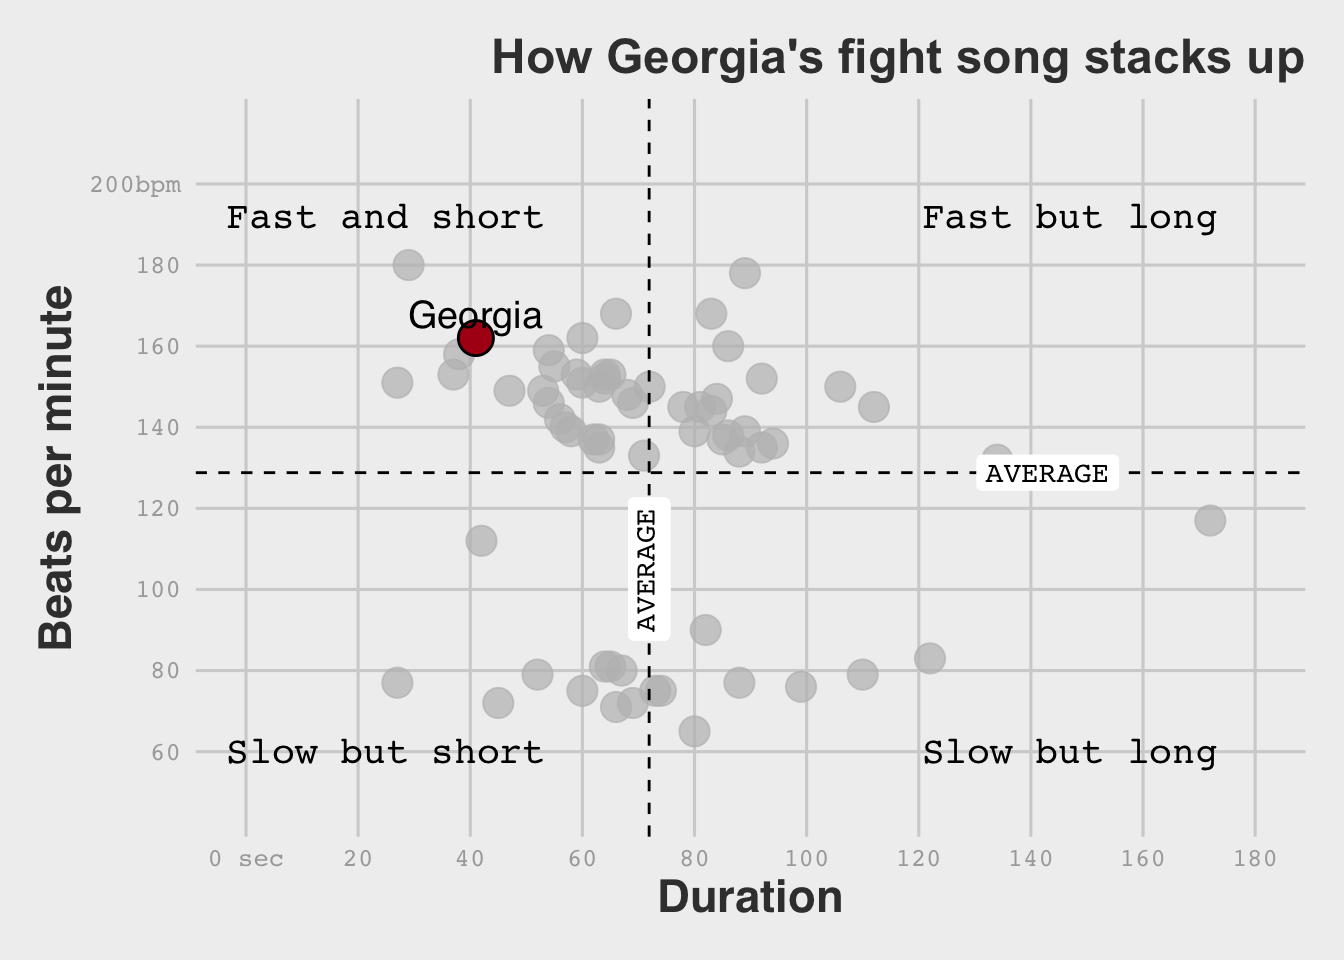 How Georgia's fight song stacks up
200bpm
Fast and short
Fast but long
180
Georgia
160
140
AVERAGE
120
AVERAGE
100
80
60
Slow but short
Slow but long
Beats per minute
0 sec 20 40 60 80 100 120 140 160 180
Duration